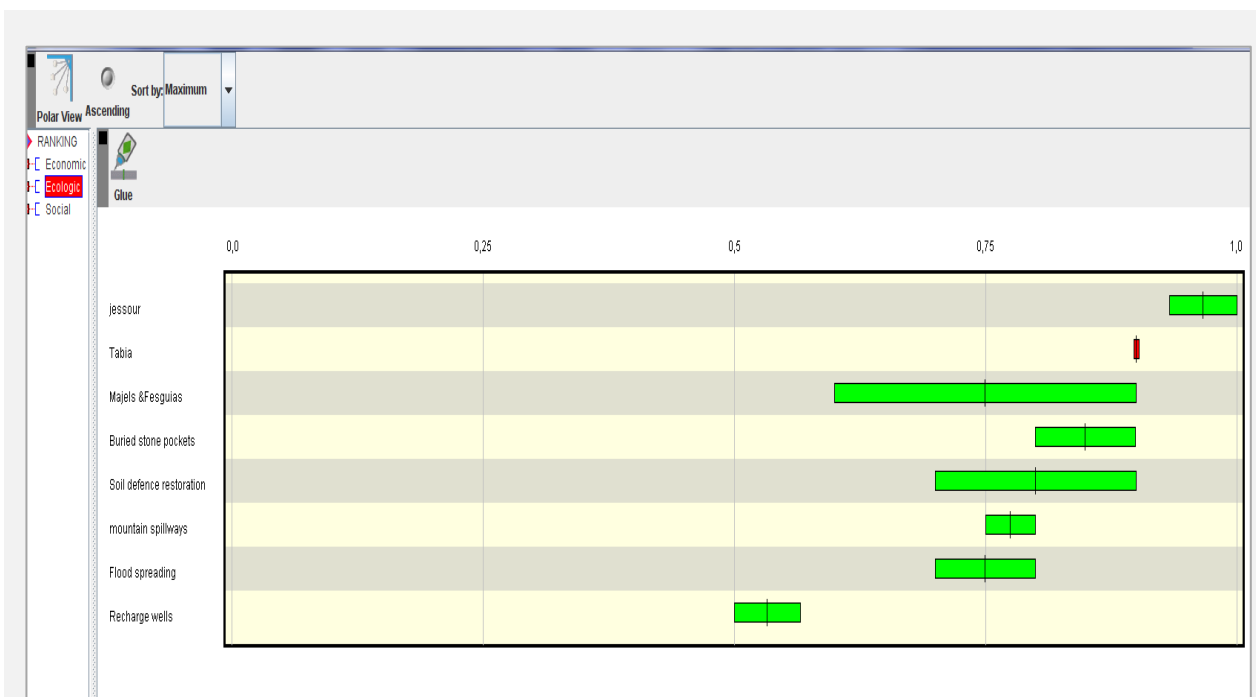 Polar View
Ascending
Sort by: Maximum
RANKING
Economic
Ecologic
Social
Glue
0,0 0,25 0,5 0,75 1,0
jessour
Tabia
Majels &Fesguias
Buried stone pockets
Soil defence restoration
mountain spillways
Flood spreading
Recharge wells